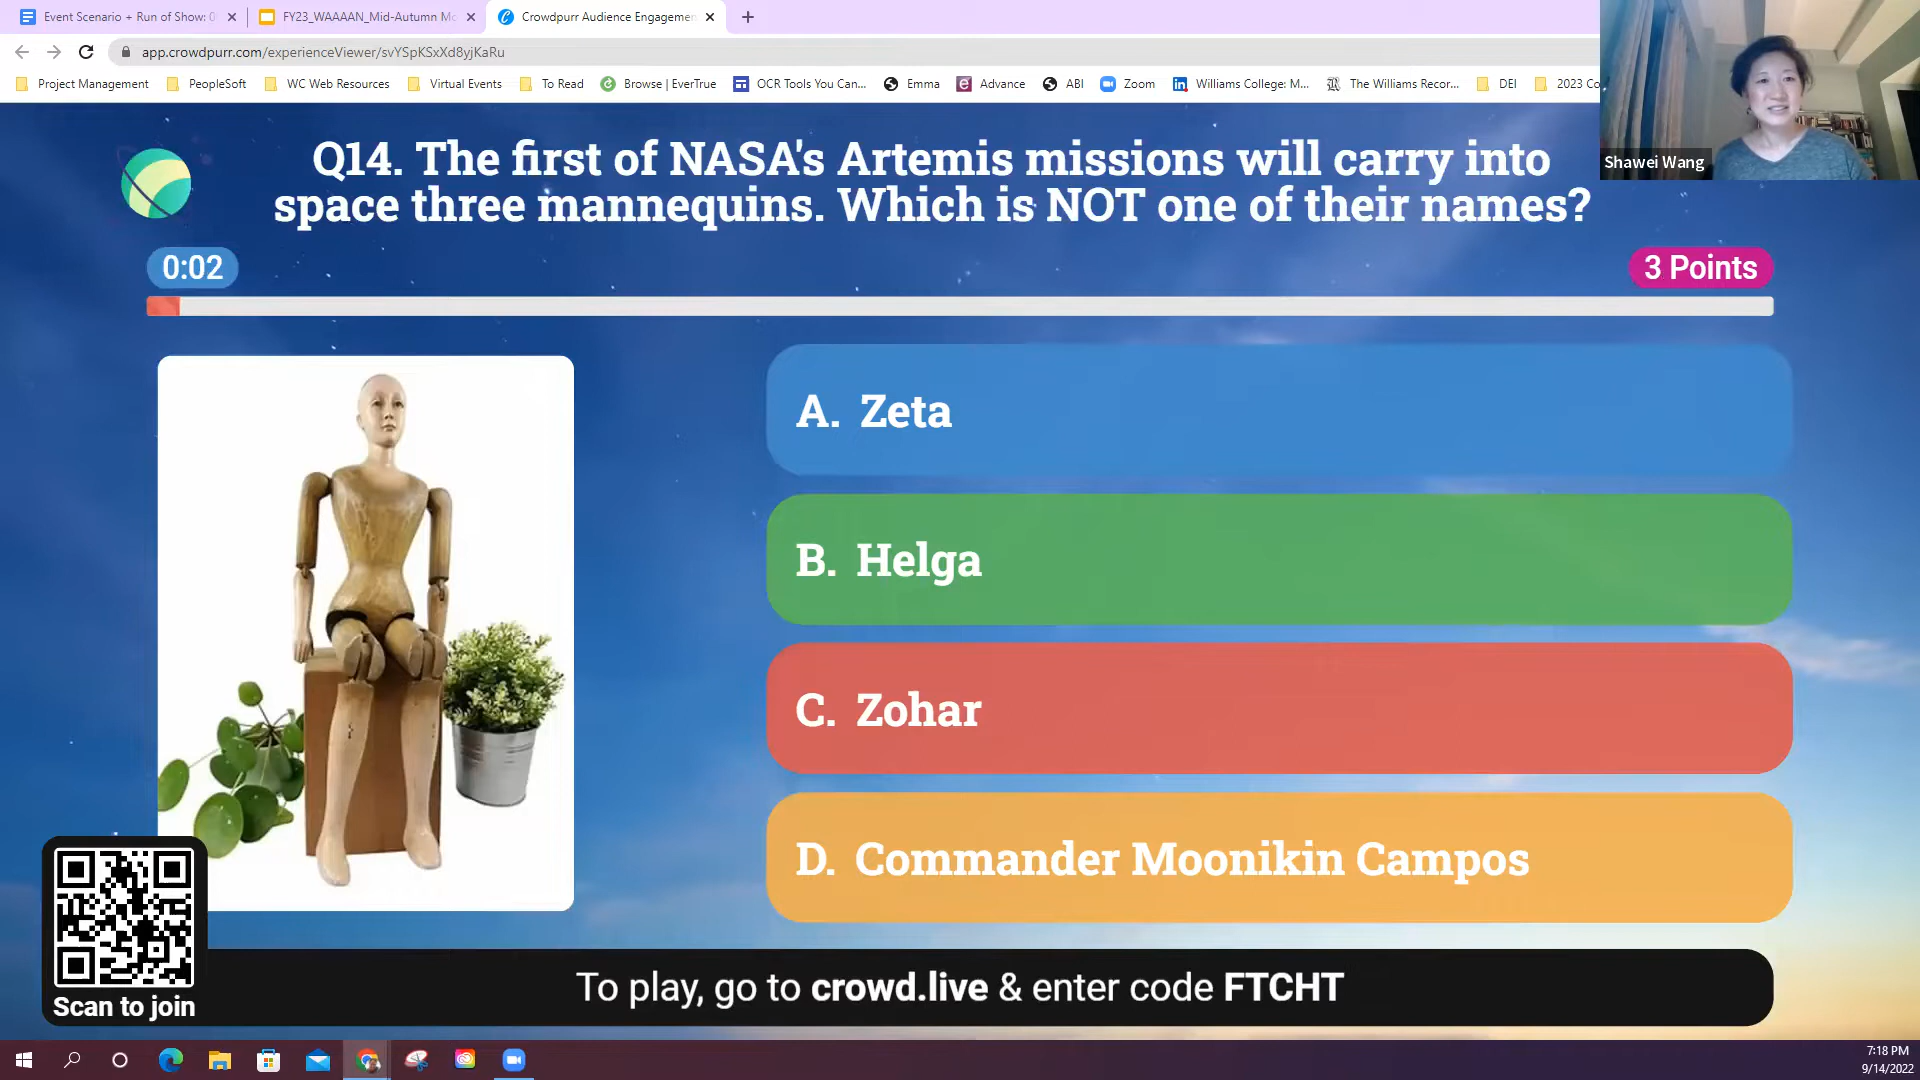 Event Scenario + Run of Show: 0
FY23_WAAAAN_Mid-Autumn Mo
Crowdpurr Audience Engagemen
app.crowdpurr.com/experienceViewer/svYSpKSxXd8yjKaRu
Project Management
PeopleSoft
WC Web Resources
Virtual Events
To Read
Browse | EverTrue
OCR Tools You Can...
Emma
Advance
ABI
Zoom
Williams College: M...
The Williams Recor...
DEI
2023 Co
Shawei Wang
Q14. The first of NASA's Artemis missions will carry into
space three mannequins. Which is NOT one of their names?
0:02
3 Points
A. Zeta
B. Helga
C. Zohar
D. Commander Moonikin Campos
Scan to join
To play, go to crowd.live & enter code FTCHT
7:18 PM
9/14/2022